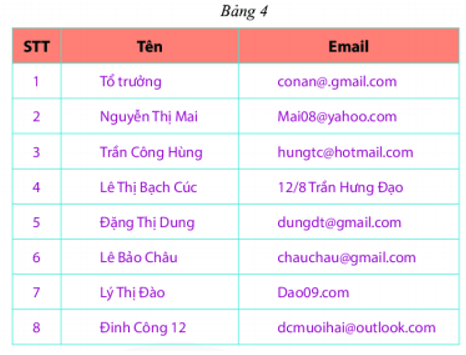 Bảng 4
STT Tên Email
1 Tổ trưởng conan@.gmail.com
2 Nguyễn Thị Mai Mai08@yahoo.com
3 Trần Công Hùng hungtc@hotmail.com
4 Lê Thị Bạch Cúc 12/8 Trần Hưng Đạo
5 Đặng Thị Dung dungdt@gmail.com
6 Lê Bảo Châu chauchau@gmail.com
7 Lý Thị Đào Dao09.com
8 Đinh Công 12 dcmuoihai@outlook.com